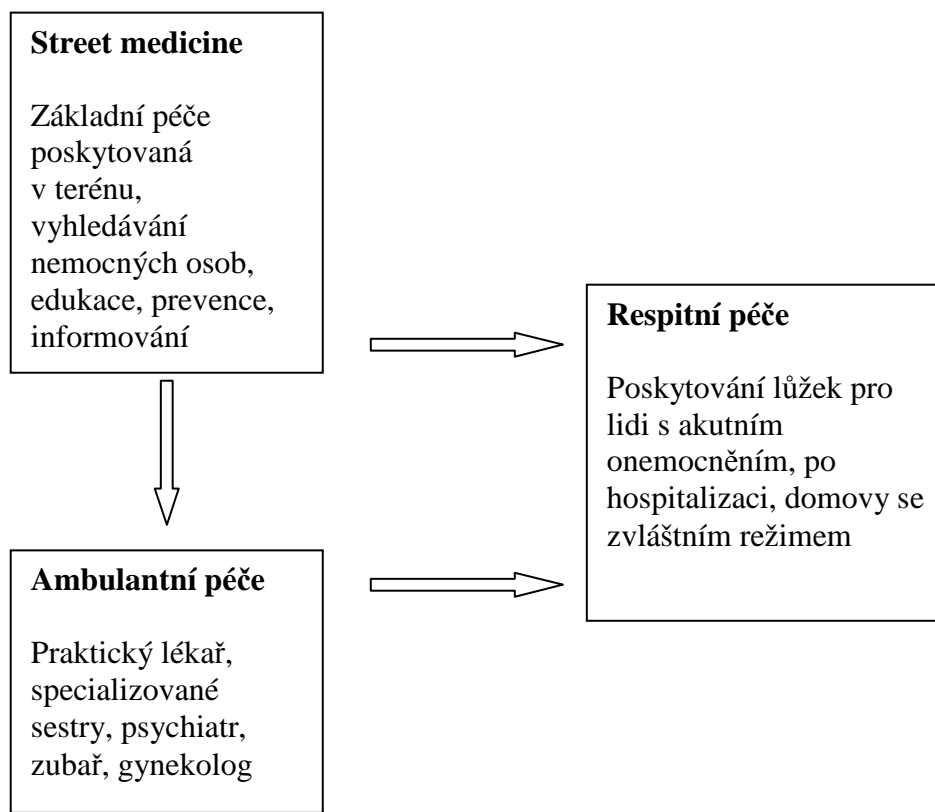 Street medicine
Základní péče
poskytovaná
v terénu,
vyhledávání
nemocných osob,
edukace, prevence,
informování
Respitní péče
Poskytování lůžek pro
lidi s akutním
onemocněním, po
hospitalizaci, domovy se
zvláštním režimem
Ambulantní péče
Praktický lékař,
specializované
sestry, psychiatr,
zubař, gynekolog